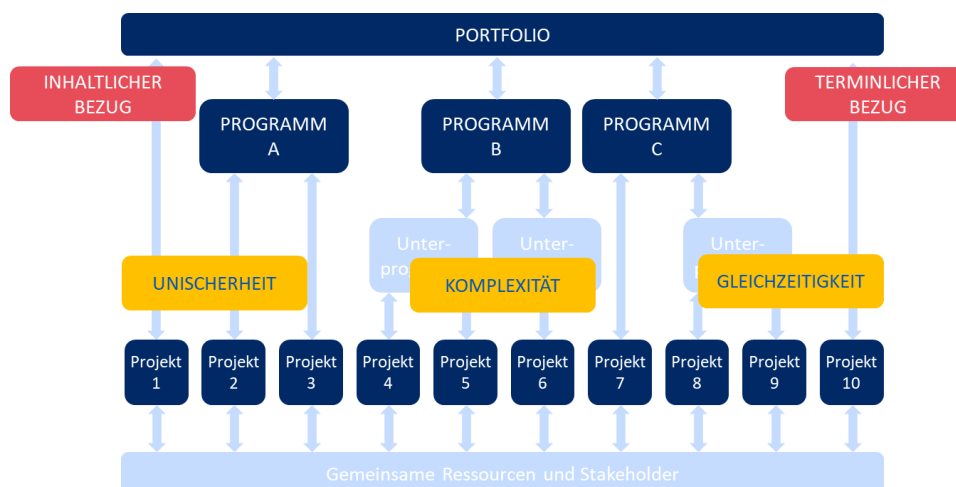 PORTFOLIO
INHALTLICHER
BEZUG
TERMINLICHER
BEZUG
PROGRAMM
A
PROGRAMM
B
PROGRAMM
C
Unter-
Unter-
Unter-
UNISCHERHEIT
KOMPLEXITÄT
GLEICHZEITIGKEIT
Projekt
1
Projekt
2
Projekt
3
Projekt
4
Projekt
5
Projekt
6
Projekt
7
Projekt
8
Projekt
9
Projekt
10
Gemeinsame Ressourcen und Stakeholder